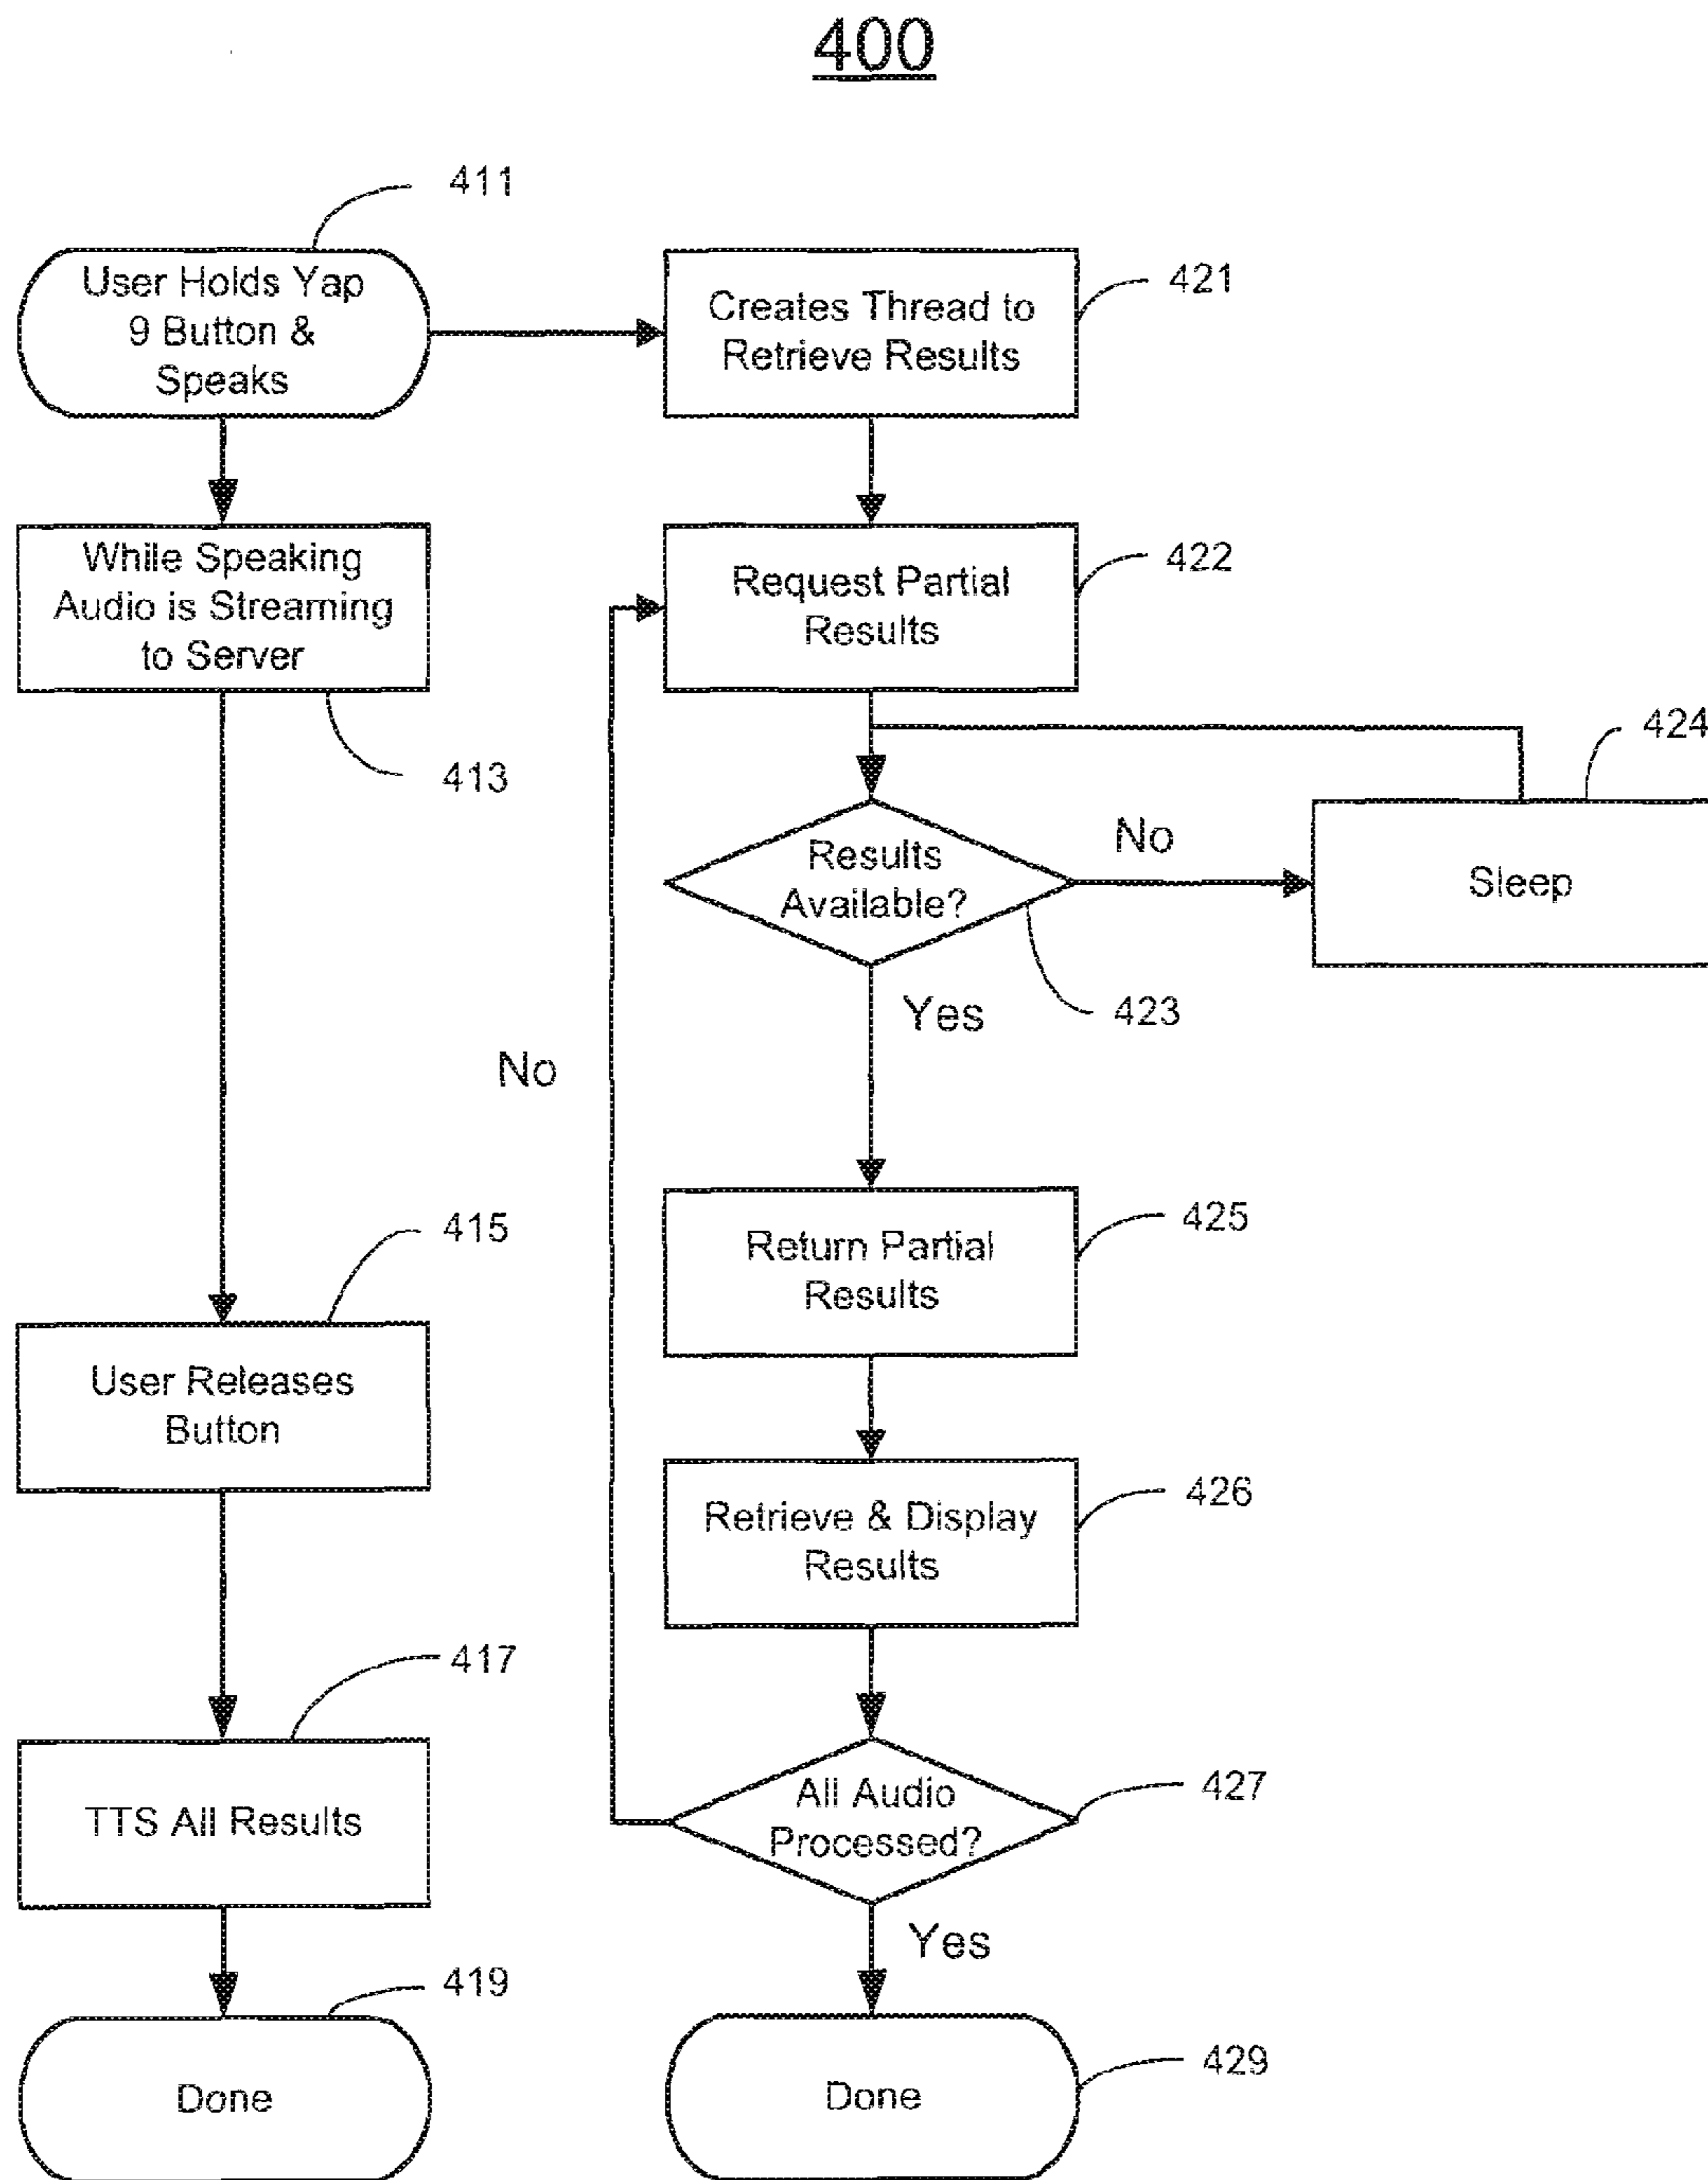 400
411
User Holds Yap
9 Button &
Speaks
Creates Thread to
Retrieve Results
421
While Speaking
Audio is Streaming
to Server
413
Request Partial
Results
422
Results
Available?
423
No
Sleep
424
Yes
No
Return Partial
Results
425
415
User Releases
Button
Retrieve & Display
Results
426
417
TTS All Results
All Audio
Processed?
427
Yes
419
Done
Done
429